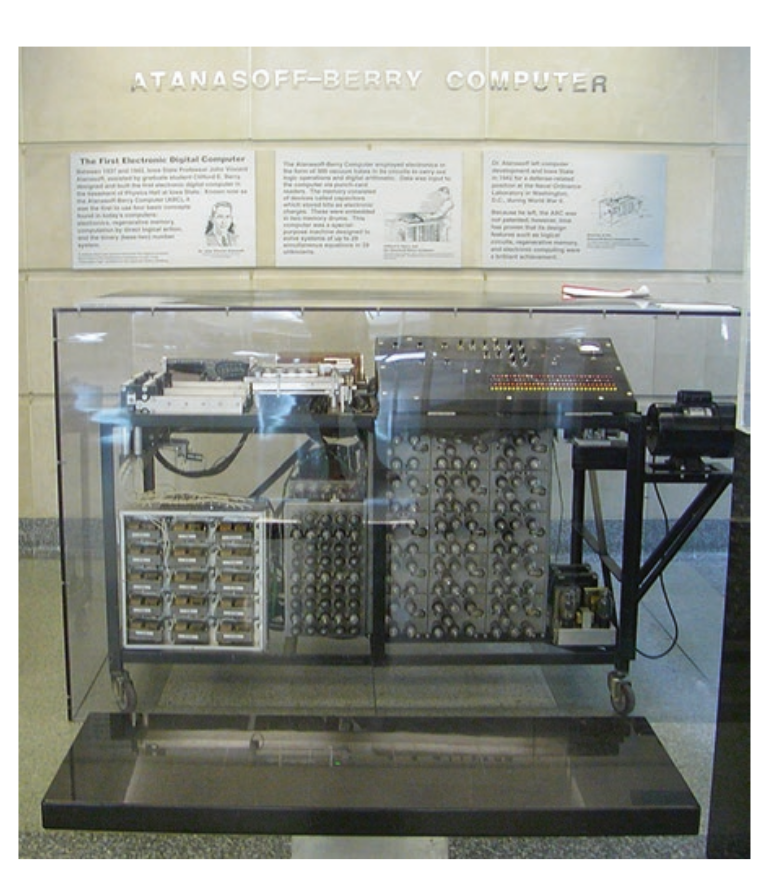 ATANASOFF-BERRY COMPUTER
The First Electronic Digital Computer
Between 1937 and 1942, Iowa State Professor John Vincent
Atanasoff, assisted by graduate student Clifford E. Berry,
designed and built the first electronic digital computer in
the basement of Physics Hall at Iowa State. Known now as
the Atanasoff-Berry Computer (ABC), it
was the first to use four basic concepts
found in today's computers:
electronics, regenerative memory,
computation by direct logical action,
and the binary (base-two) number
system.
The Atanasoff-Berry Computer employed electronics in
the form of 300 vacuum tubes in 34 circuits to carry out
logic operations and digital arithmetic. Data was input to
the computer via punch-card
readers. The memory consisted
of devices called capacitors
which stored bits as electronic
charges. These were embedded
in two memory drums. This
computer was a special-
purpose machine designed to
solve systems of up to 29
simultaneous equations in 29
unknowns.
Dr. Atanasoff left computer
development and Iowa State
in 1942 for a defense-related
position at the Naval Ordnance
Laboratory in Washington,
D.C., during World War II.
Because he left, the ABC was
not patented; however, time
has proven that its design
features such as logical
circuits, regenerative memory,
and electronic computing were
a brilliant achievement.